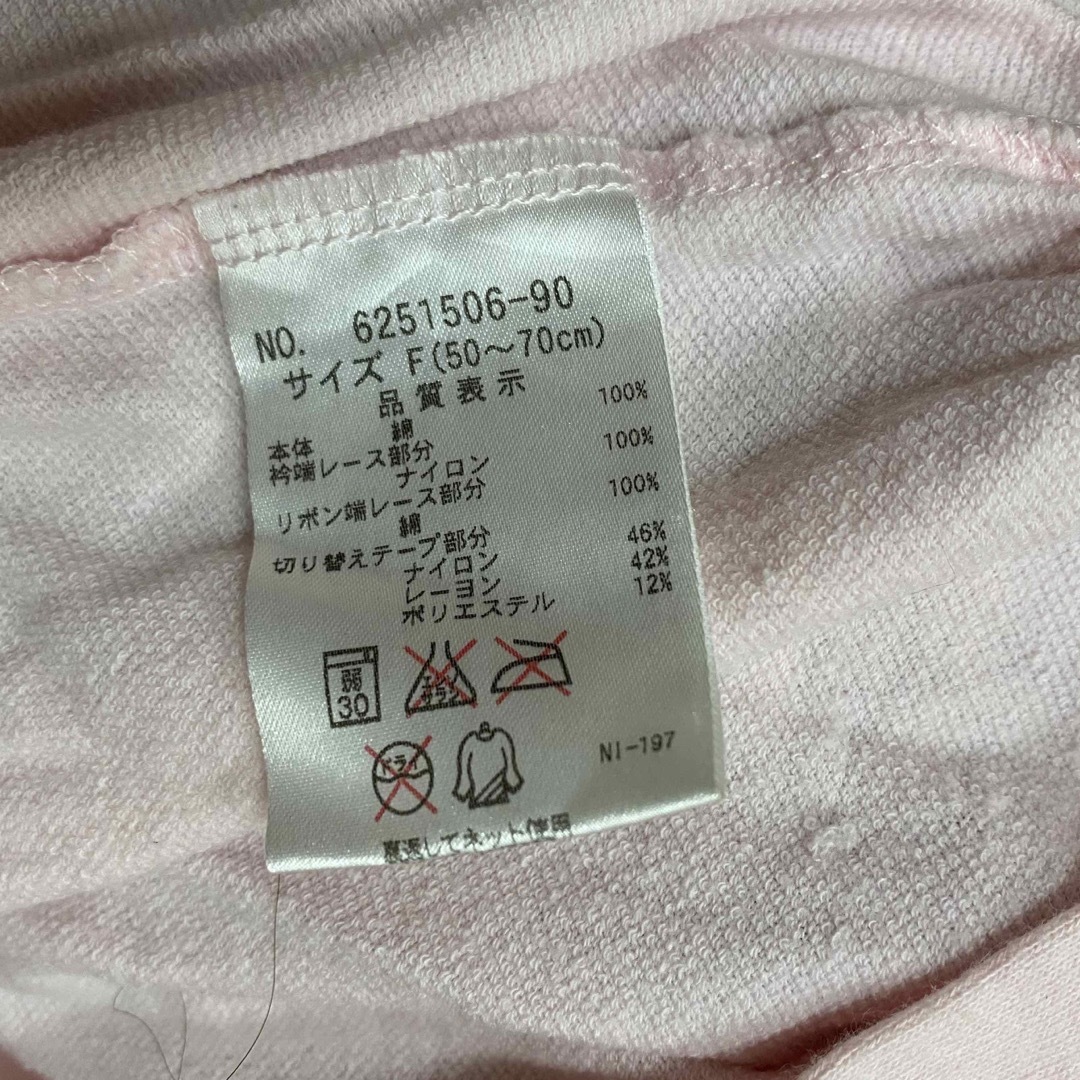 NO. 6251506-90
サイズ F(50～70cm)
品質表示
本体
綿 100%
衿端レース部分
ナイロン 100%
リボン端レース部分
綿 100%
切り替えテープ部分
ナイロン 46%
レーヨン 42%
ポリエステル 12%
弱
30
エンソ
サラシ
ドライ
NI-197
裏返してネット使用